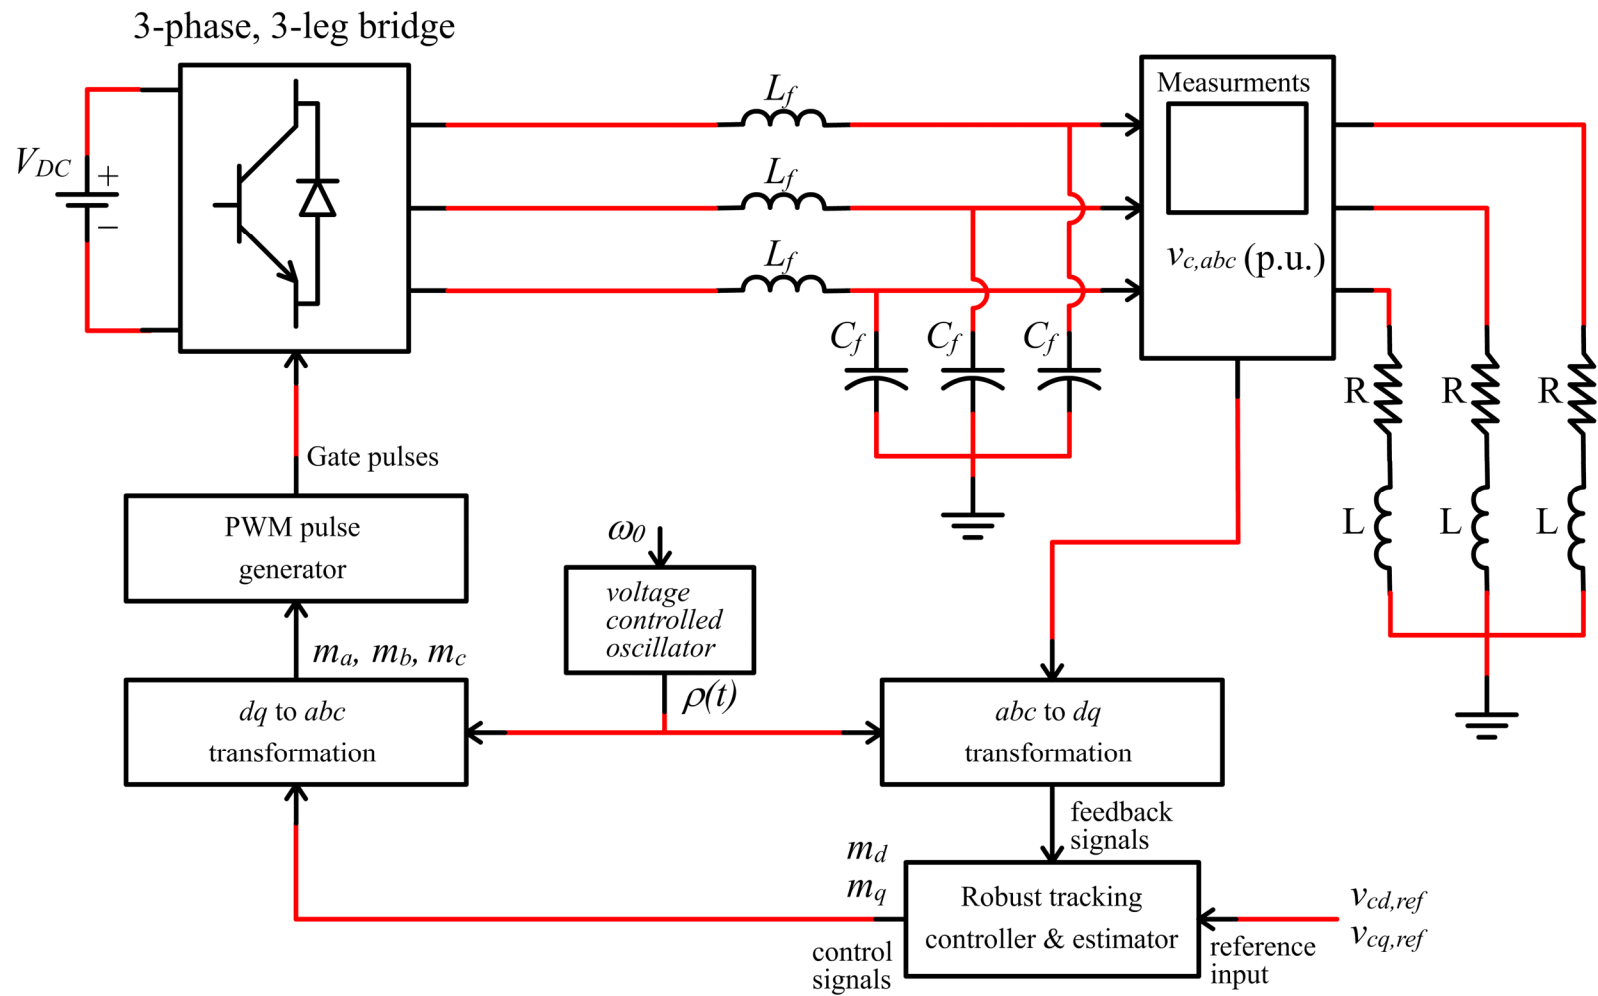 3-phase, 3-leg bridge
V_DC
+
−
L_f
L_f
L_f
Measurments
v_c,abc (p.u.)
C_f
C_f
C_f
R
R
R
L
L
L
Gate pulses
PWM pulse
generator
ω0
voltage
controlled
oscillator
m_a, m_b, m_c
ρ(t)
dq to abc
transformation
abc to dq
transformation
feedback
signals
m_d
m_q
Robust tracking
controller & estimator
v_cd,ref
v_cq,ref
control
signals
reference
input